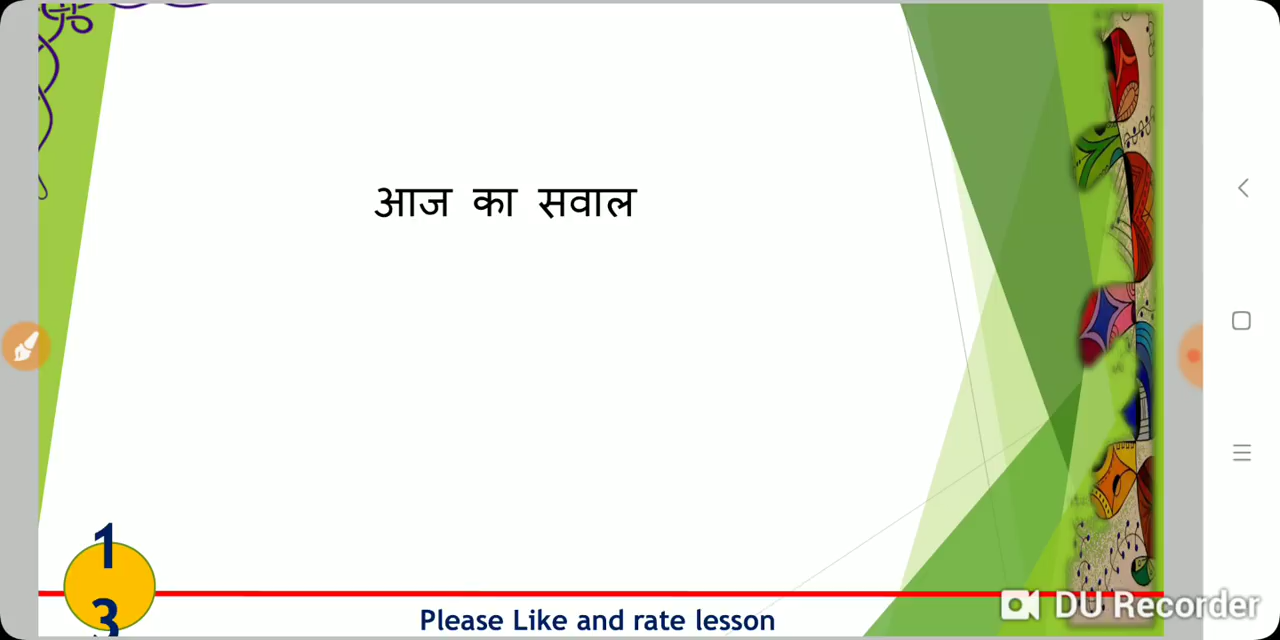 आज का सवाल
1
3
Please Like and rate lesson
DU Recorder